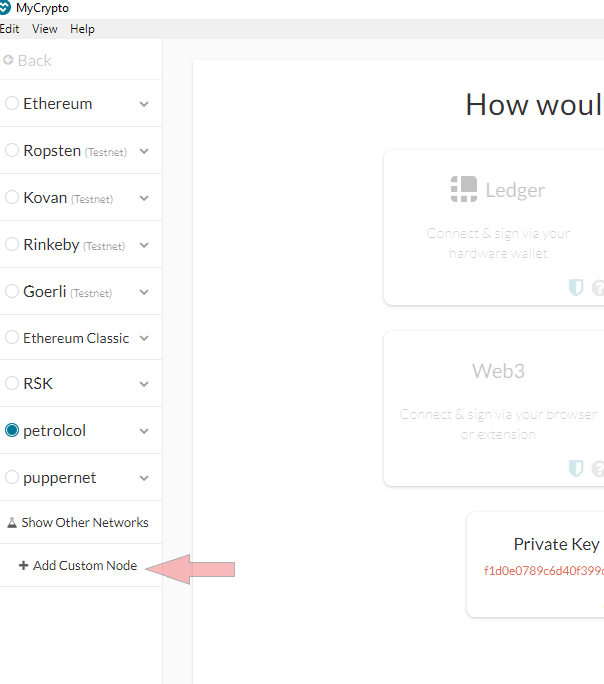 MyCrypto
Edit View Help
Back
Ethereum
Ropsten (Testnet)
Kovan (Testnet)
Rinkeby (Testnet)
Goerli (Testnet)
Ethereum Classic
R$K
petrolcol
puppernet
Show Other Networks
+ Add Custom Node
How woul
Ledger
Connect & sign via your
hardware wallet
?
Web3
Connect & sign via your browser
or extension
?
Private Key
f1d0e0789c6d40f399